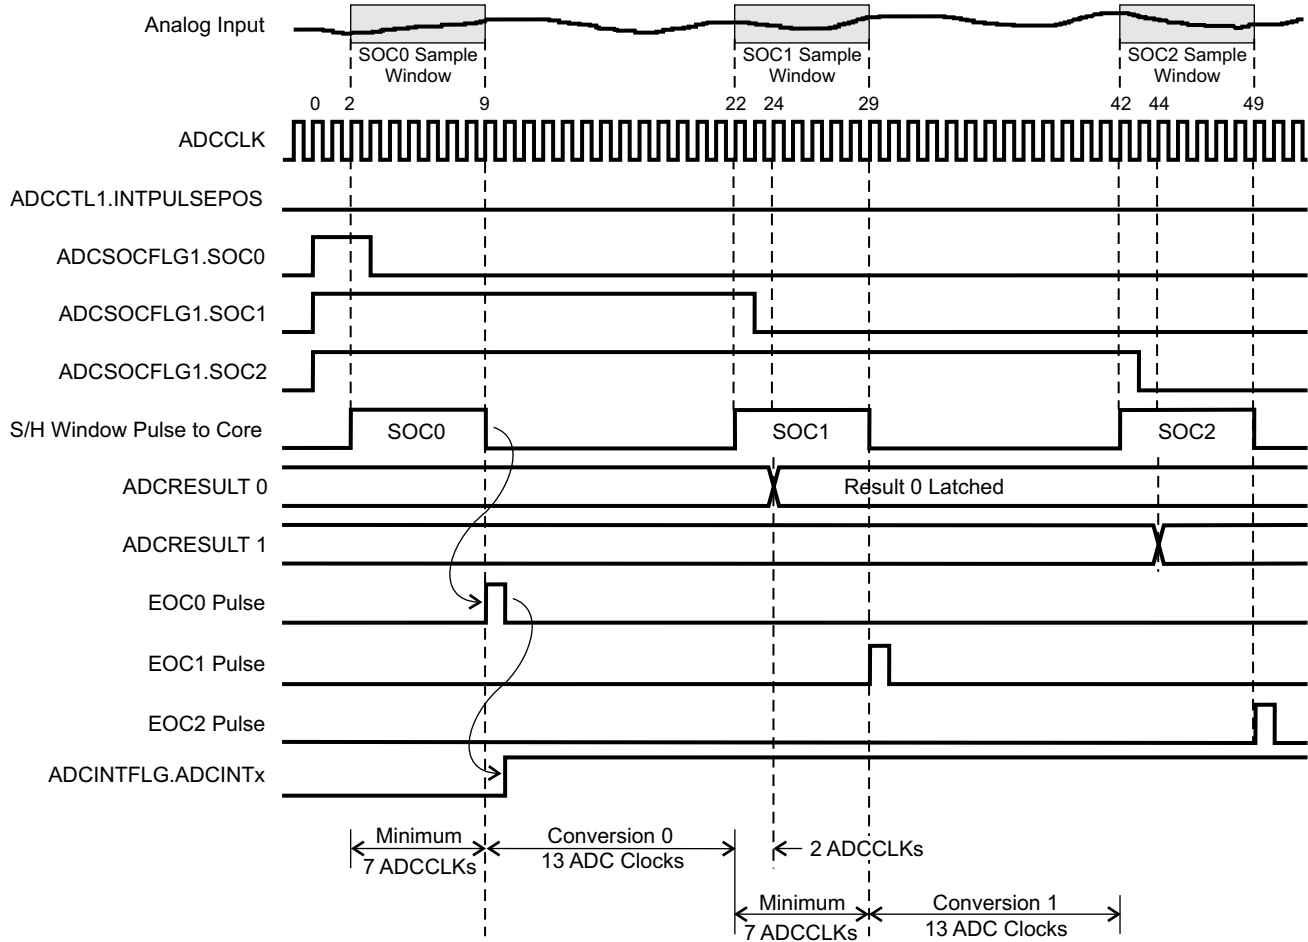 Analog Input
SOC0 Sample
Window
SOC1 Sample
Window
SOC2 Sample
Window
0 2 9 22 24 29 42 44 49
ADCCLK
ADCCTL1.INTPULSEPOS
ADCSOCFLG1.SOC0
ADCSOCFLG1.SOC1
ADCSOCFLG1.SOC2
S/H Window Pulse to Core SOC0 SOC1 SOC2
ADCRESULT 0 Result 0 Latched
ADCRESULT 1
EOC0 Pulse
EOC1 Pulse
EOC2 Pulse
ADCINTFLG.ADCINTx
Minimum
7 ADCCLKs
Conversion 0
13 ADC Clocks
2 ADCCLKs
Minimum
7 ADCCLKs
Conversion 1
13 ADC Clocks